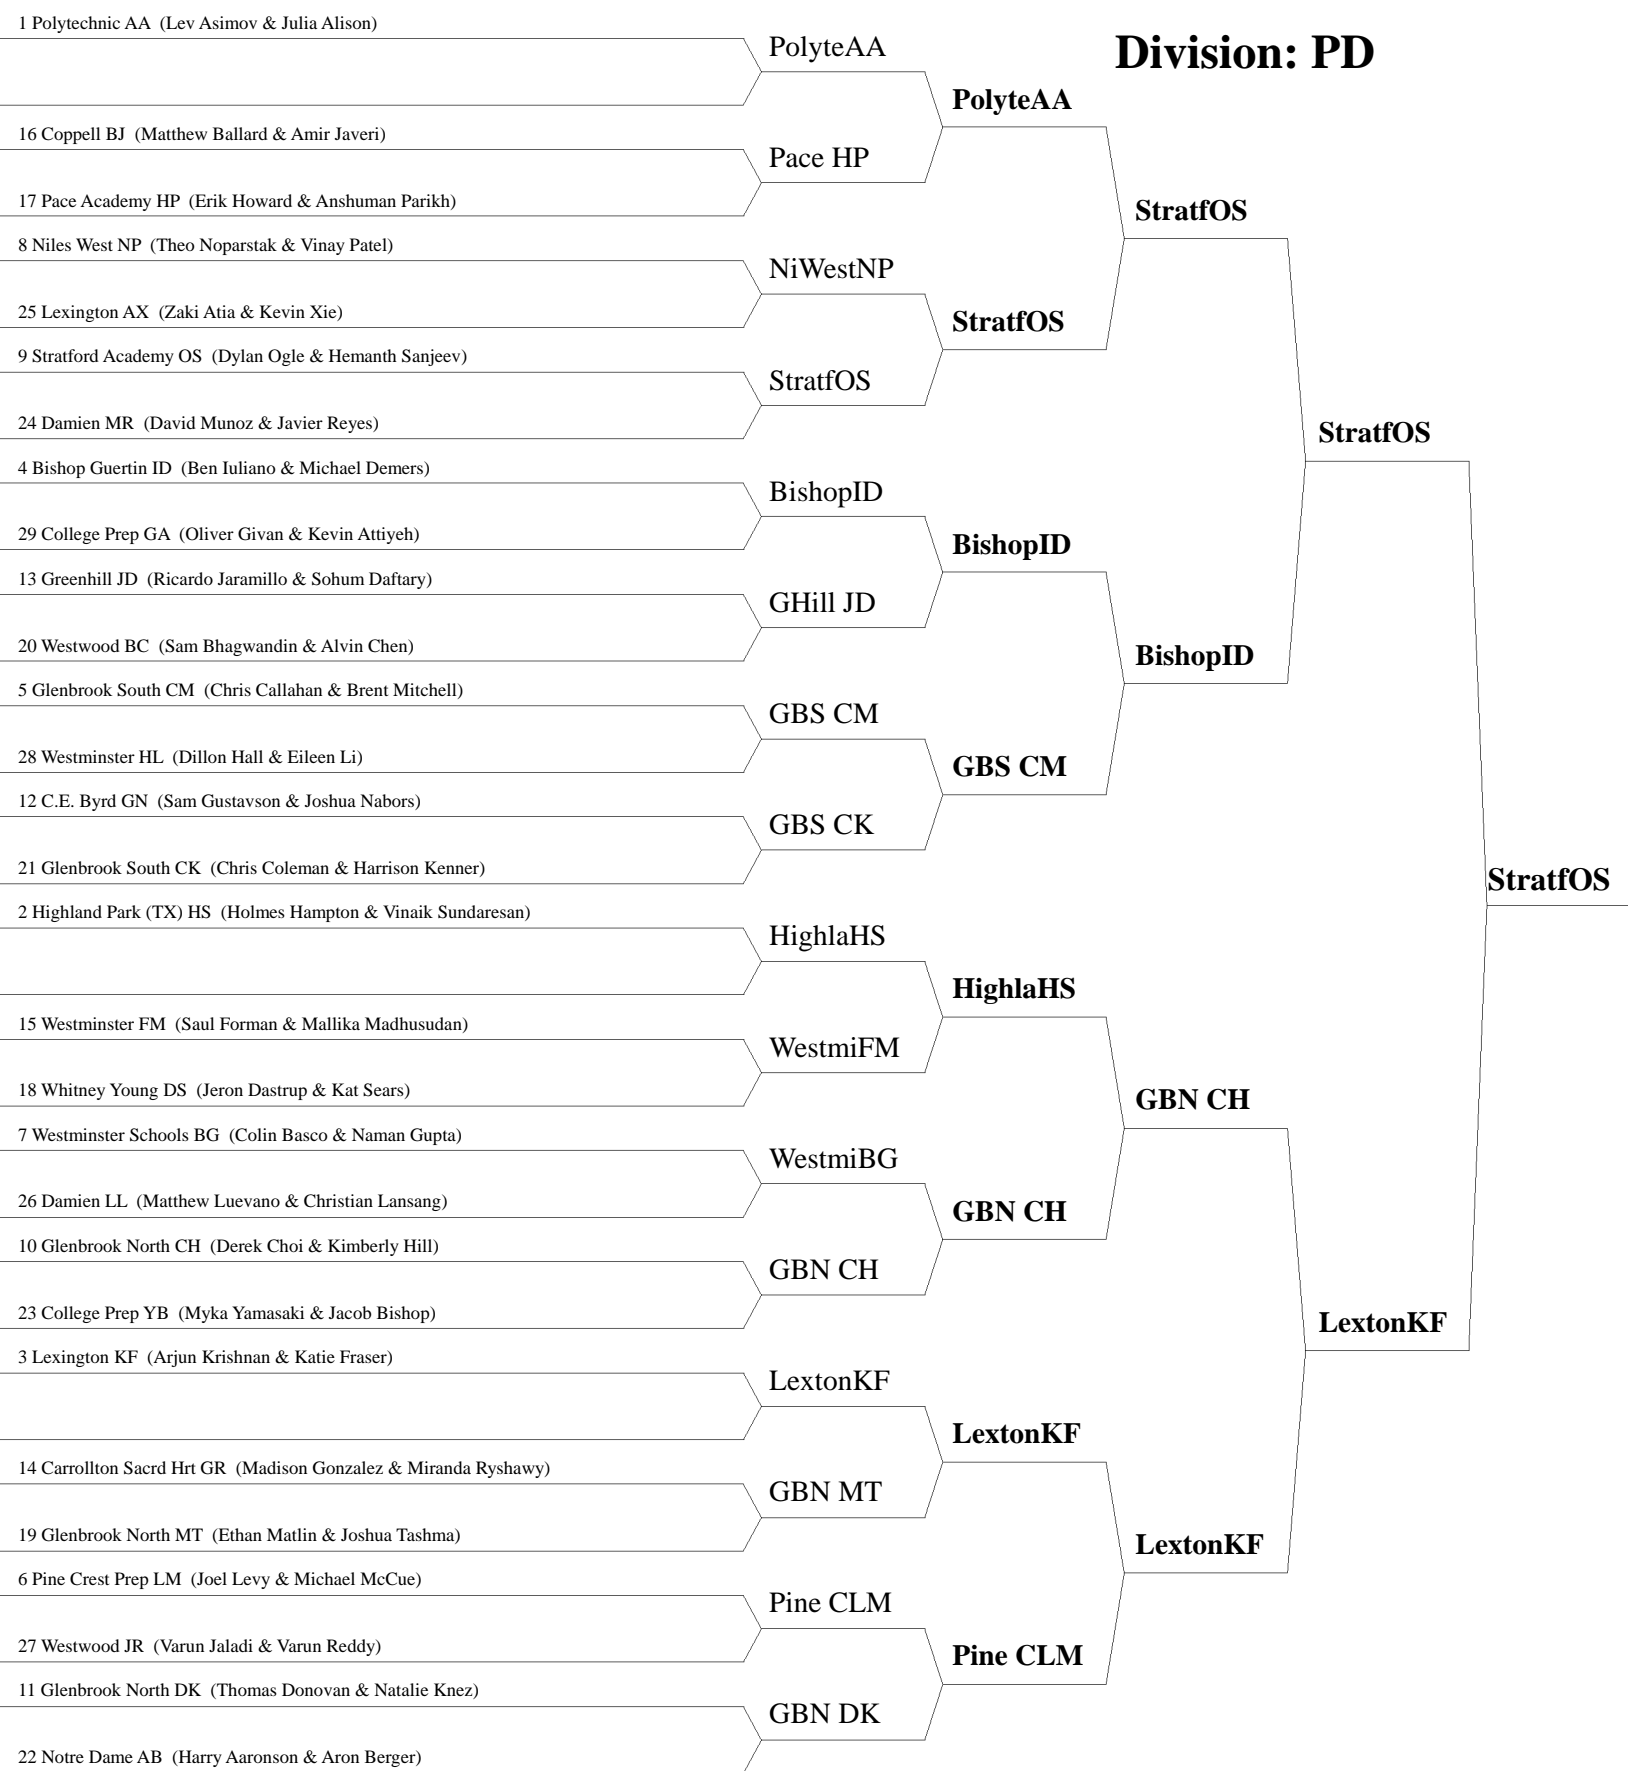 1 Polytechnic AA (Lev Asimov & Julia Alison)
PolyteAA
Division: PD
PolyteAA
16 Coppell BJ (Matthew Ballard & Amir Javeri)
Pace HP
17 Pace Academy HP (Erik Howard & Anshuman Parikh)
StratfOS
8 Niles West NP (Theo Noparstak & Vinay Patel)
NiWestNP
25 Lexington AX (Zaki Atia & Kevin Xie)
StratfOS
9 Stratford Academy OS (Dylan Ogle & Hemanth Sanjeev)
StratfOS
24 Damien MR (David Munoz & Javier Reyes)
StratfOS
4 Bishop Guertin ID (Ben Iuliano & Michael Demers)
BishopID
29 College Prep GA (Oliver Givan & Kevin Attiyeh)
BishopID
13 Greenhill JD (Ricardo Jaramillo & Sohum Daftary)
GHill JD
20 Westwood BC (Sam Bhagwandin & Alvin Chen)
BishopID
5 Glenbrook South CM (Chris Callahan & Brent Mitchell)
GBS CM
28 Westminster HL (Dillon Hall & Eileen Li)
GBS CM
12 C.E. Byrd GN (Sam Gustavson & Joshua Nabors)
GBS CK
21 Glenbrook South CK (Chris Coleman & Harrison Kenner)
StratfOS
2 Highland Park (TX) HS (Holmes Hampton & Vinaik Sundaresan)
HighlaHS
HighlaHS
15 Westminster FM (Saul Forman & Mallika Madhusudan)
WestmiFM
18 Whitney Young DS (Jeron Dastrup & Kat Sears)
GBN CH
7 Westminster Schools BG (Colin Basco & Naman Gupta)
WestmiBG
26 Damien LL (Matthew Luevano & Christian Lansang)
GBN CH
10 Glenbrook North CH (Derek Choi & Kimberly Hill)
GBN CH
23 College Prep YB (Myka Yamasaki & Jacob Bishop)
LextonKF
3 Lexington KF (Arjun Krishnan & Katie Fraser)
LextonKF
LextonKF
14 Carrollton Sacrd Hrt GR (Madison Gonzalez & Miranda Ryshawy)
GBN MT
19 Glenbrook North MT (Ethan Matlin & Joshua Tashma)
LextonKF
6 Pine Crest Prep LM (Joel Levy & Michael McCue)
Pine CLM
27 Westwood JR (Varun Jaladi & Varun Reddy)
Pine CLM
11 Glenbrook North DK (Thomas Donovan & Natalie Knez)
GBN DK
22 Notre Dame AB (Harry Aaronson & Aron Berger)